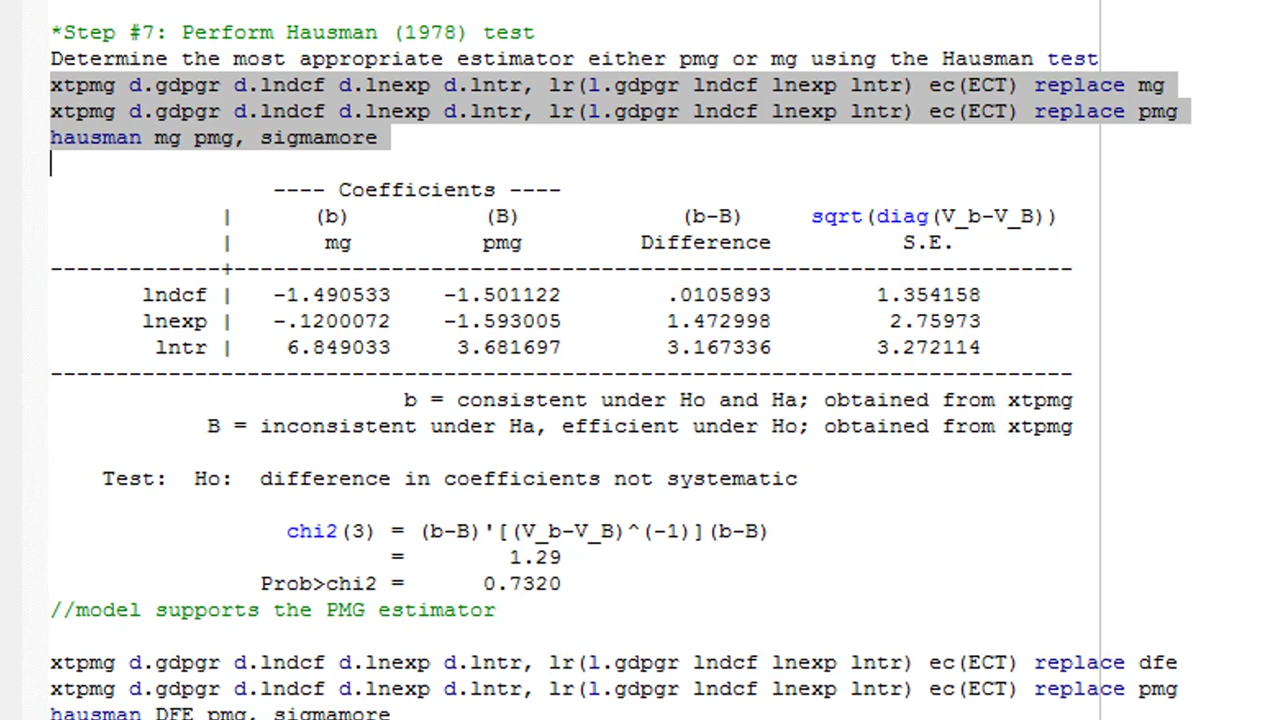 *Step #7: Perform Hausman (1978) test
Determine the most appropriate estimator either pmg or mg using the Hausman test
xtpmg d.gdpgr d.lndcf d.lnexp d.lntr, lr(l.gdpgr lndcf lnexp lntr) ec(ECT) replace mg
xtpmg d.gdpgr d.lndcf d.lnexp d.lntr, lr(l.gdpgr lndcf lnexp lntr) ec(ECT) replace pmg
hausman mg pmg, sigmamore
---- Coefficients ----
| (b) (B) (b-B) sqrt(diag(V_b-V_B))
| mg pmg Difference S.E.
-------------+----------------------------------------------------------------
lndcf | -1.490533 -1.501122 .0105893 1.354158
lnexp | -.1200072 -1.593005 1.472998 2.75973
lntr | 6.849033 3.681697 3.167336 3.272114
------------------------------------------------------------------------------
b = consistent under Ho and Ha; obtained from xtpmg
B = inconsistent under Ha, efficient under Ho; obtained from xtpmg
Test: Ho: difference in coefficients not systematic
chi2(3) = (b-B)'[(V_b-V_B)^(-1)](b-B)
= 1.29
Prob>chi2 = 0.7320
//model supports the PMG estimator
xtpmg d.gdpgr d.lndcf d.lnexp d.lntr, lr(l.gdpgr lndcf lnexp lntr) ec(ECT) replace dfe
xtpmg d.gdpgr d.lndcf d.lnexp d.lntr, lr(l.gdpgr lndcf lnexp lntr) ec(ECT) replace pmg
hausman DFE pmg, sigmamore